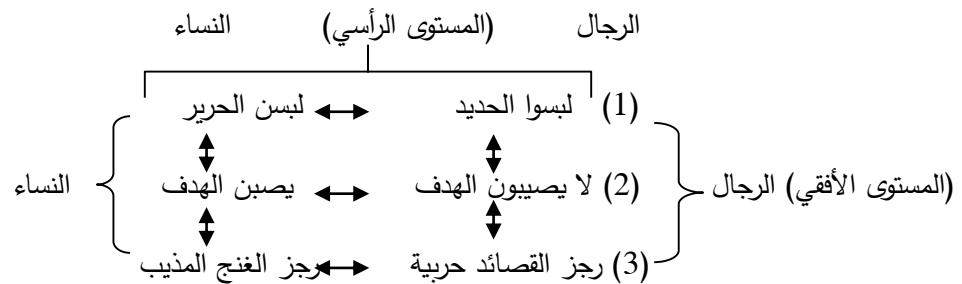 الرجال (المستوى الرأسي) النساء
(1) لبسوا الحديد لبسن الحرير
(المستوى الأفقي) الرجال (2) لا يصيبون الهدف يصبن الهدف النساء
(3) رجز القصائد حربية رجز الغنج المذيب